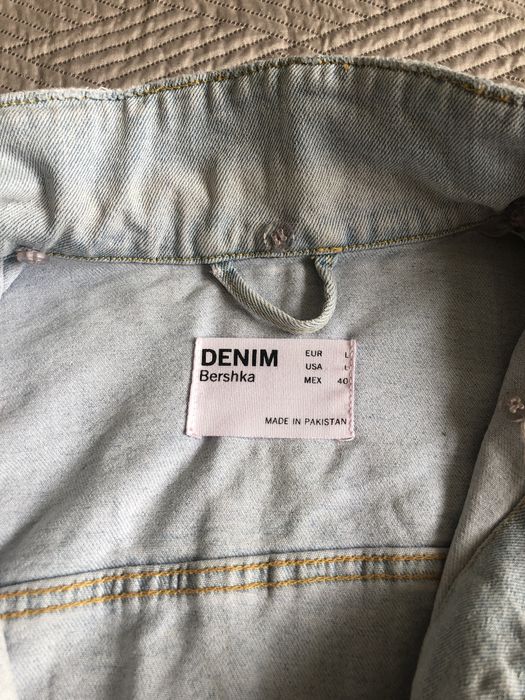 DENIM
Bershka
EUR L
USA L
MEX 40
MADE IN PAKISTAN